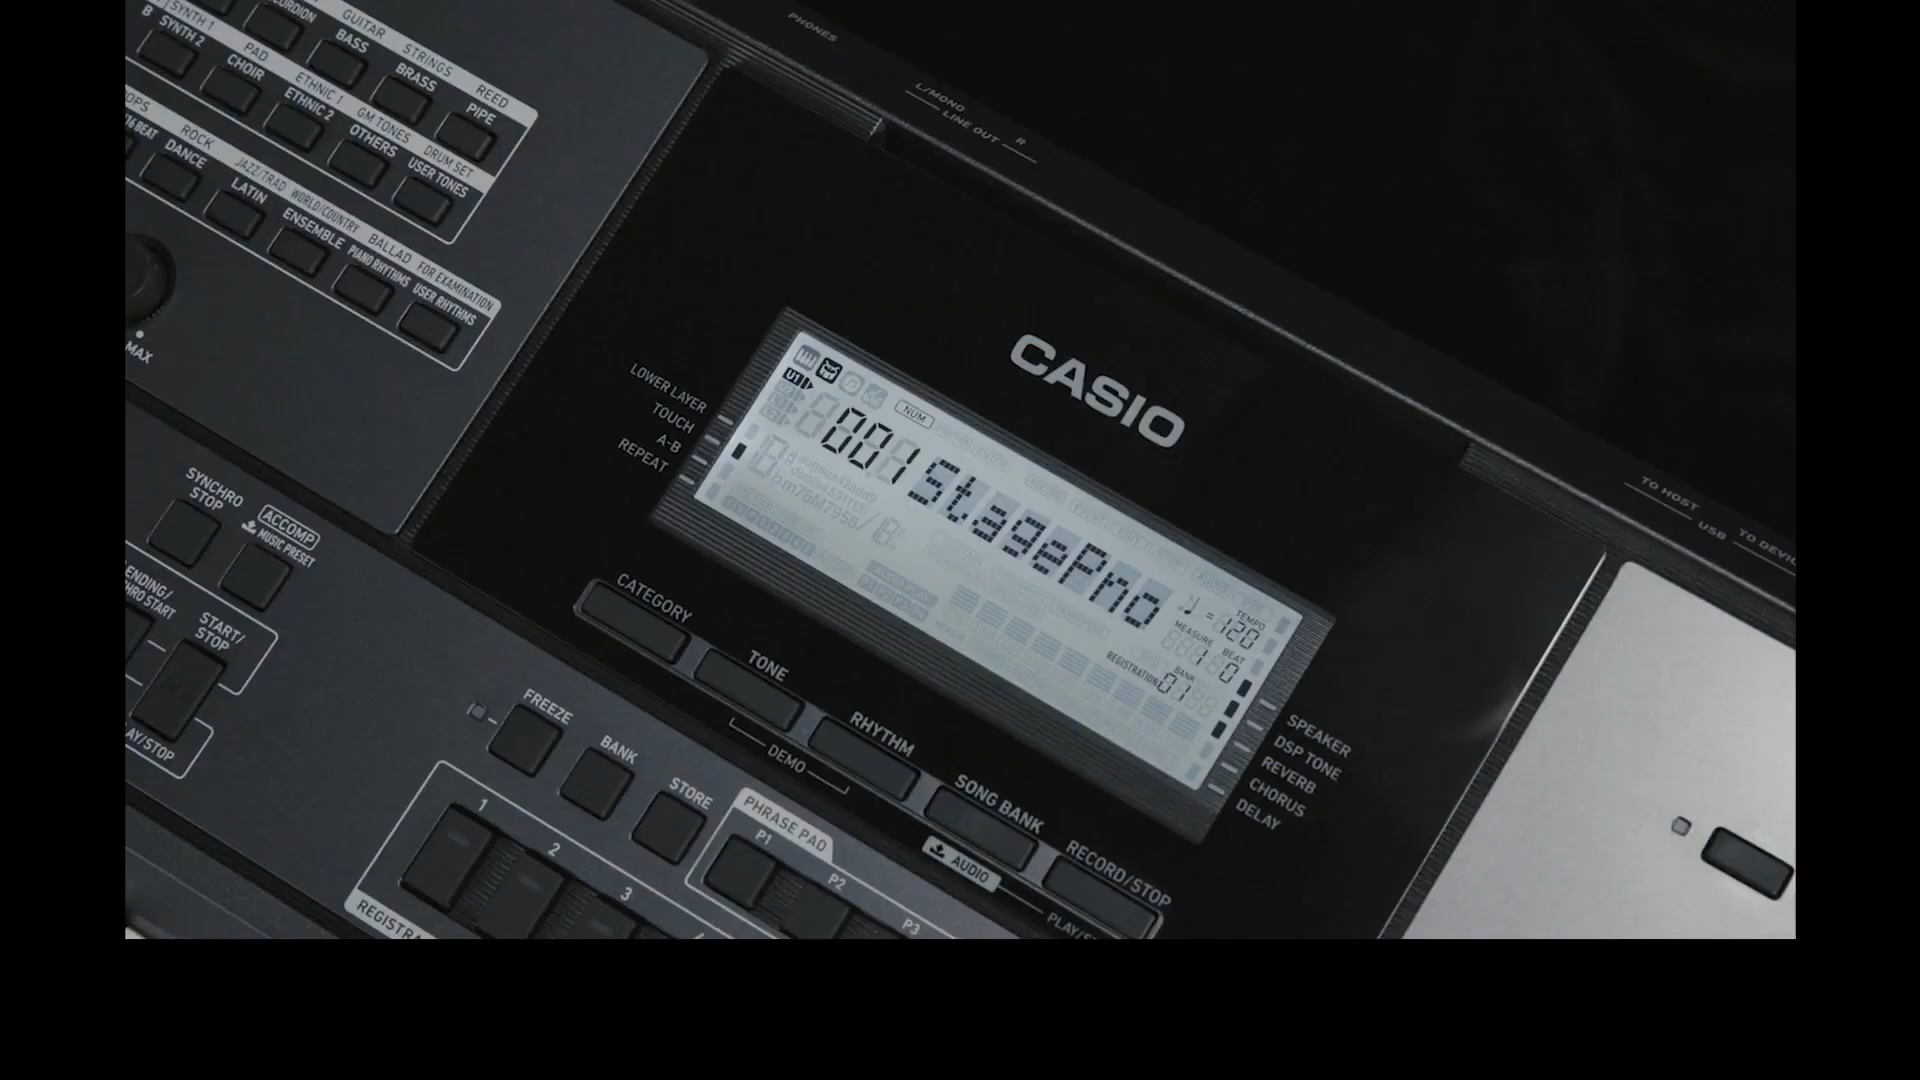 PHONES
L/MONO
LINE OUT
R
GUITAR
STRINGS
REED
BASS
BRASS
PIPE
B
SYNTH 1
PAD
ETHNIC 1
GM TONES
DRUM SET
SYNTH 2
CHOIR
ETHNIC 2
OTHERS
USER TONES
ROCK
JAZZ/TRAD
WORLD/COUNTRY
BALLAD
FOR EXAMINATION
DANCE
LATIN
ENSEMBLE
PIANO RHYTHMS
USER RHYTHMS
MAX
CASIO
LOWER LAYER
TOUCH
A-B
REPEAT
U1
NUM
001 StagePno
TEMPO
= 120
MEASURE
BEAT
1
0
REGISTRATION
BANK
01
TO HOST
USB
SPEAKER
DSP TONE
REVERB
CHORUS
DELAY
SYNCHRO
STOP
ACCOMP
MUSIC PRESET
START/
STOP
CATEGORY
TONE
RHYTHM
SONG BANK
RECORD/STOP
DEMO
AUDIO
FREEZE
BANK
STORE
PHRASE PAD
P1
P2
P3
1
2
3